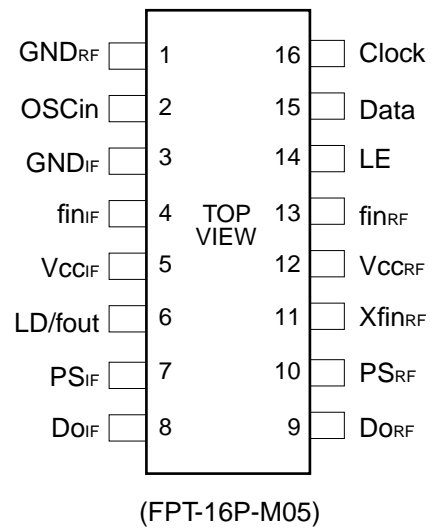 GNDRF 1 16 Clock
OSCin 2 15 Data
GNDIF 3 14 LE
finIF 4 TOP 13 finRF
VIEW
VccIF 5 12 VccRF
LD/fout 6 11 XfinRF
PSIF 7 10 PSRF
DoIF 8 9 DoRF
(FPT-16P-M05)